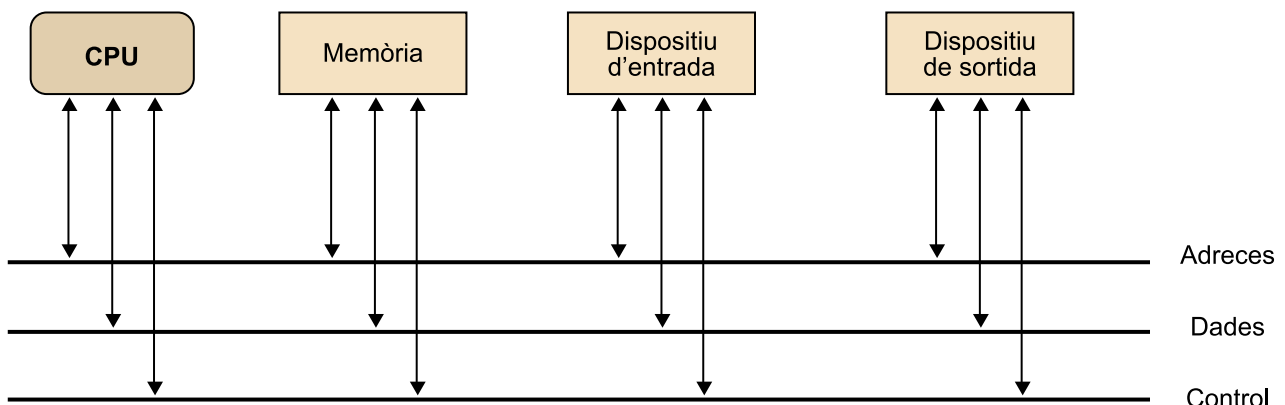 CPU
Memòria
Dispositiu
d'entrada
Dispositiu
de sortida
Adreces
Dades
Control